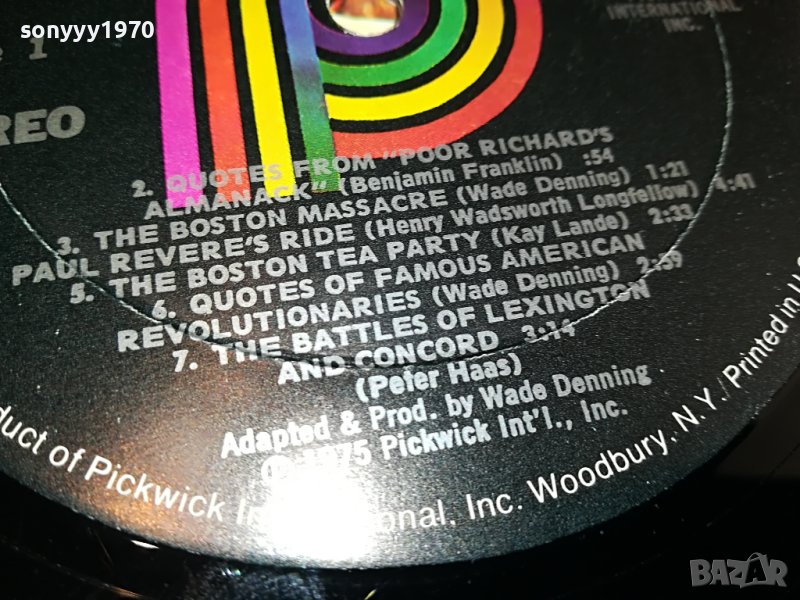 sonyyy1970
INTERNATIONAL
INC.
1
REO
2. QUOTES FROM "POOR RICHARD'S
ALMANACK" (Benjamin Franklin) :54
3. THE BOSTON MASSACRE (Wade Denning) 1:21
PAUL REVERE'S RIDE (Henry Wadsworth Longfellow) 4:41
5. THE BOSTON TEA PARTY (Kay Lande) 2:33
6. QUOTES OF FAMOUS AMERICAN
REVOLUTIONARIES (Wade Denning) 2:59
7. THE BATTLES OF LEXINGTON
AND CONCORD 3:14
(Peter Haas)
Adapted & Prod. by Wade Denning
Ⓟ 1975 Pickwick Int'l., Inc.
duct of Pickwick International, Inc. Woodbury, N.Y./Printed in U.S
BAZAR